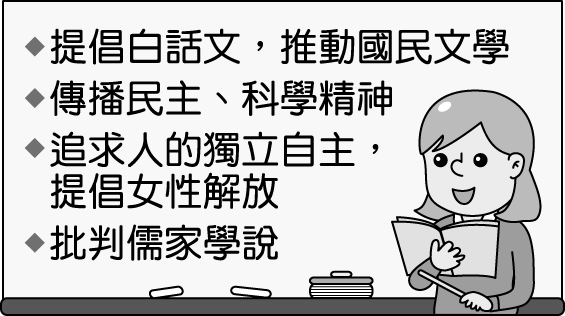 ◆提倡白話文，推動國民文學
◆傳播民主、科學精神
◆追求人的獨立自主，
提倡女性解放
◆批判儒家學說